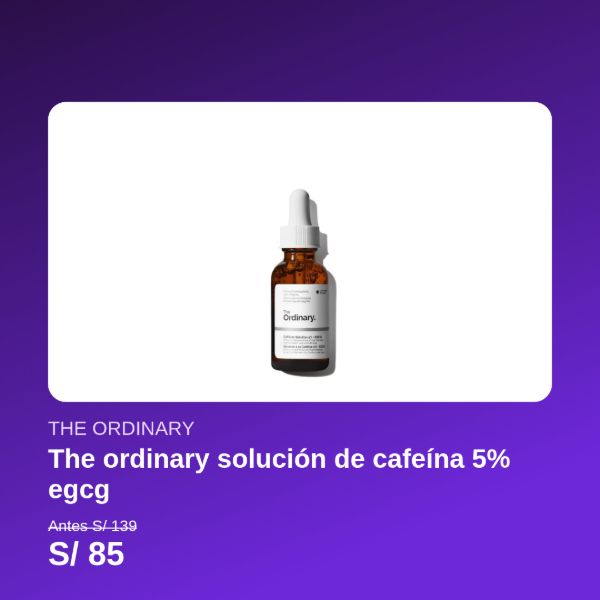 The
Ordinary.
THE ORDINARY
The ordinary solución de cafeína 5%
egcg
Antes S/ 139
S/ 85